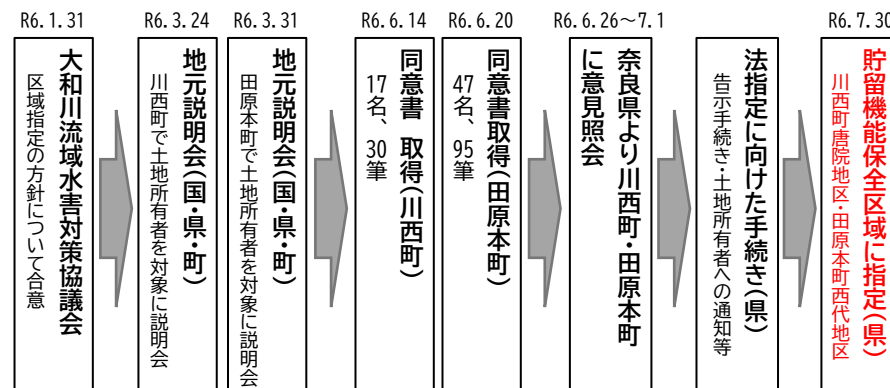 R6.1.31
大和川流域水害対策協議会
区域指定の方針について合意
R6.3.24
地元説明会(国・県・町)
川西町で土地所有者を対象に説明会
R6.3.31
地元説明会(国・県・町)
田原本町で土地所有者を対象に説明会
R6.6.14
同意書 取得(川西町)
17名、30筆
R6.6.20
同意書取得(田原本町)
47名、95筆
R6.6.26～7.1
奈良県より川西町・田原本町
に意見照会
法指定に向けた手続き(県)
告示手続き・土地所有者への通知等
R6.7.30
貯留機能保全区域に指定(県)
川西町唐院地区・田原本町西代地区